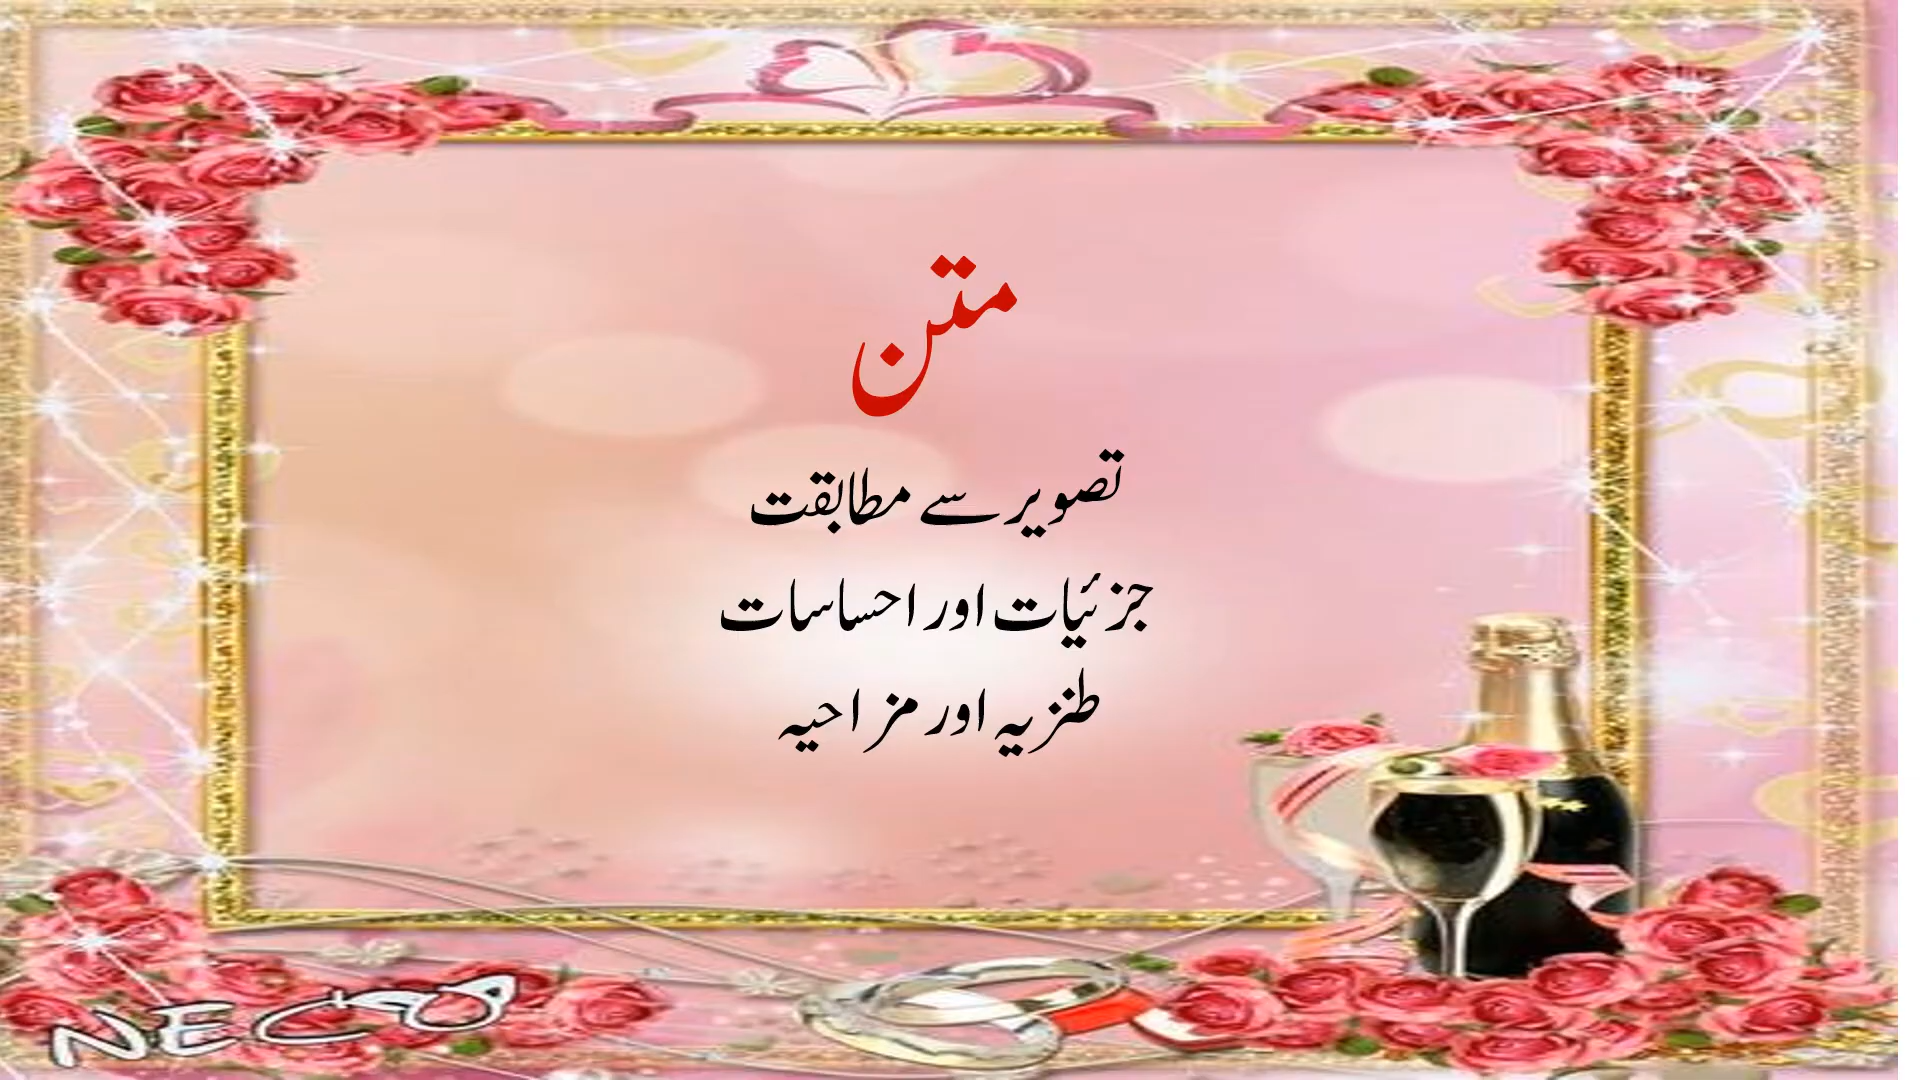 متن
تصویر سے مطابقت
جزئیات اور احساسات
طنزیہ اور مزاحیہ